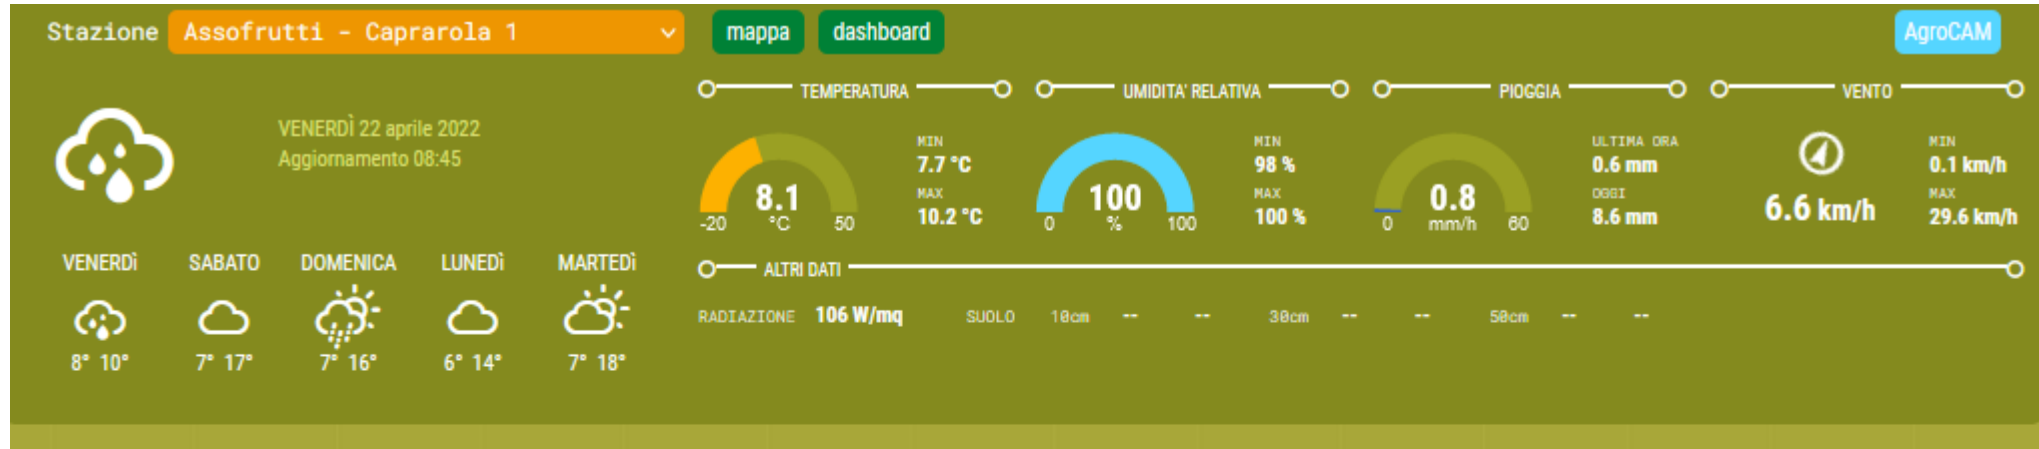 Stazione Assofrutti - Caprarola 1 mappa dashboard AgroCAM
VENERDÌ 22 aprile 2022
Aggiornamento 08:45
VENERDì SABATO DOMENICA LUNEDì MARTEDì
8° 10° 7° 17° 7° 16° 6° 14° 7° 18°
TEMPERATURA
8.1
°C
-20 50
MIN
7.7 °C
MAX
10.2 °C
UMIDITA' RELATIVA
100
%
0 100
MIN
98 %
MAX
100 %
PIOGGIA
0.8
mm/h
0 60
ULTIMA ORA
0.6 mm
OGGI
8.6 mm
VENTO
6.6 km/h
MIN
0.1 km/h
MAX
29.6 km/h
ALTRI DATI
RADIAZIONE 106 W/mq SUOLO 10cm -- -- 30cm -- -- 50cm -- --